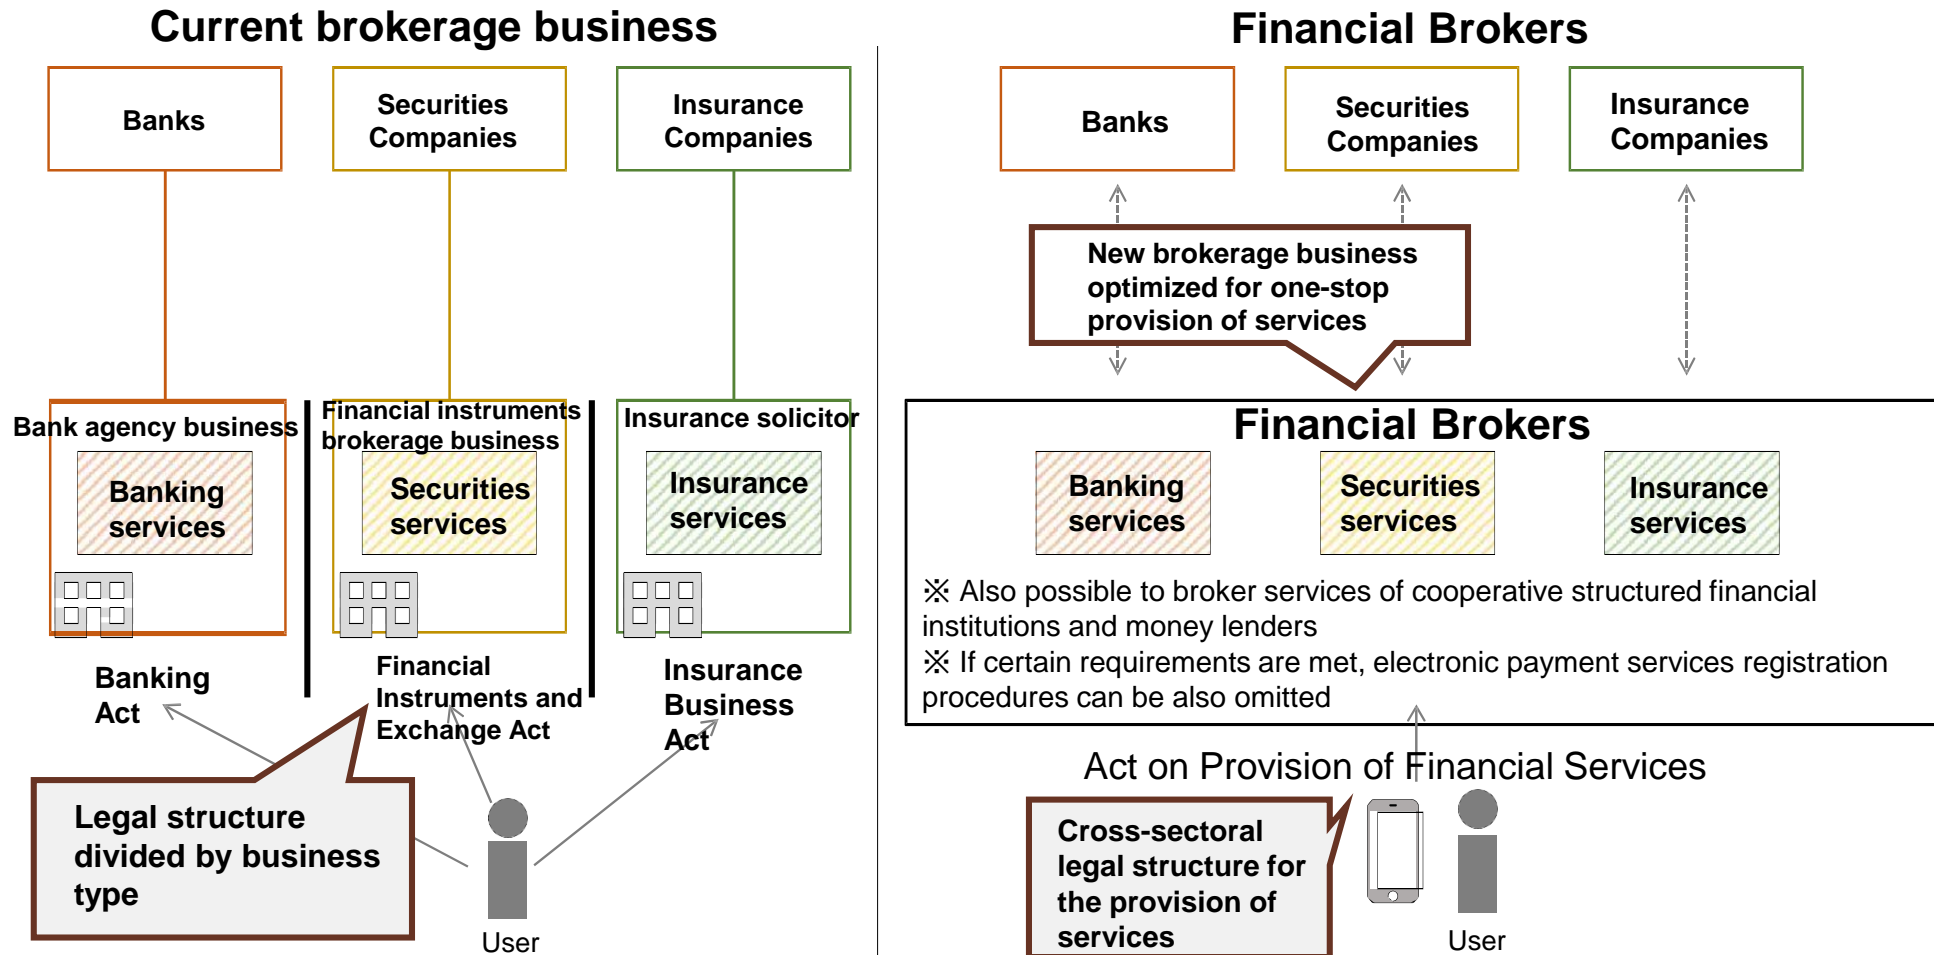 Current brokerage business
Banks
Securities
Companies
Insurance
Companies
Bank agency business
Financial instruments
brokerage business
Insurance solicitor
Banking
services
Securities
services
Insurance
services
Banking
Act
Financial
Instruments and
Exchange Act
Insurance
Business
Act
Legal structure
divided by business
type
User
Financial Brokers
Banks
Securities
Companies
Insurance
Companies
New brokerage business
optimized for one-stop
provision of services
Financial Brokers
Banking
services
Securities
services
Insurance
services
※ Also possible to broker services of cooperative structured financial
institutions and money lenders
※ If certain requirements are met, electronic payment services registration
procedures can be also omitted
Act on Provision of Financial Services
Cross-sectoral
legal structure for
the provision of
services
User